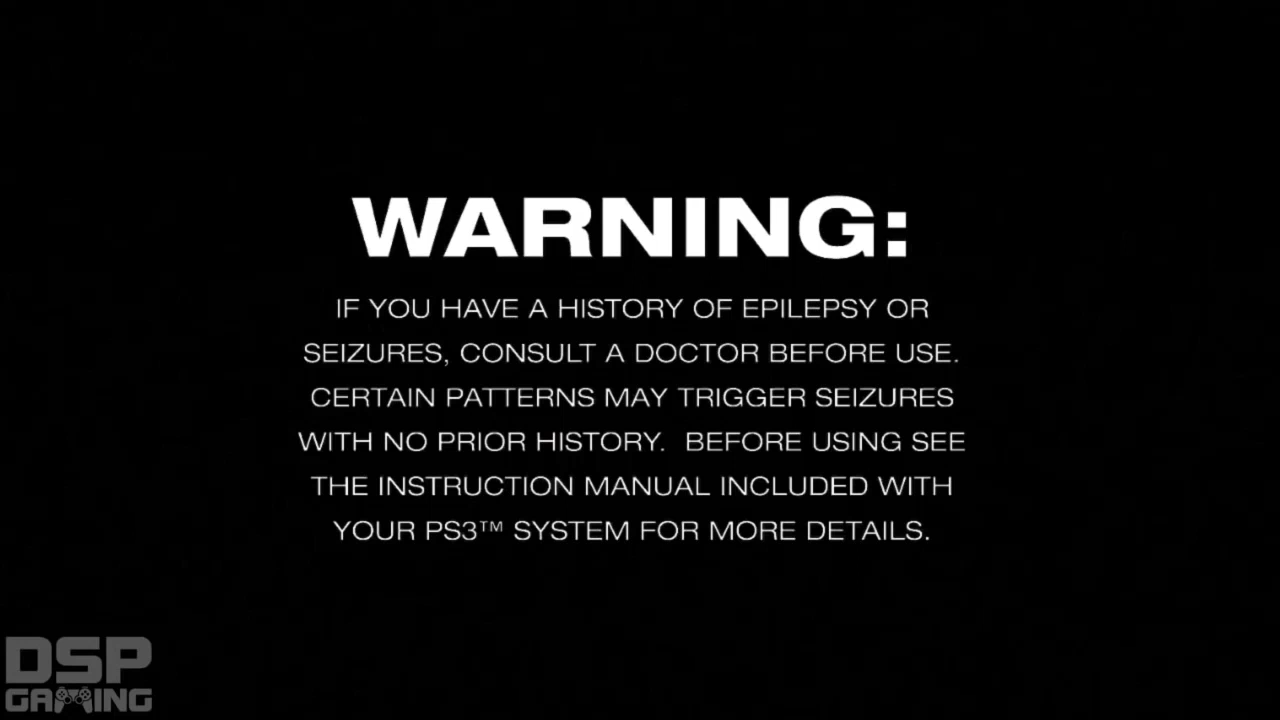 WARNING:
IF YOU HAVE A HISTORY OF EPILEPSY OR
SEIZURES, CONSULT A DOCTOR BEFORE USE.
CERTAIN PATTERNS MAY TRIGGER SEIZURES
WITH NO PRIOR HISTORY.  BEFORE USING SEE
THE INSTRUCTION MANUAL INCLUDED WITH
YOUR PS3™ SYSTEM FOR MORE DETAILS.
DSP
GAMING